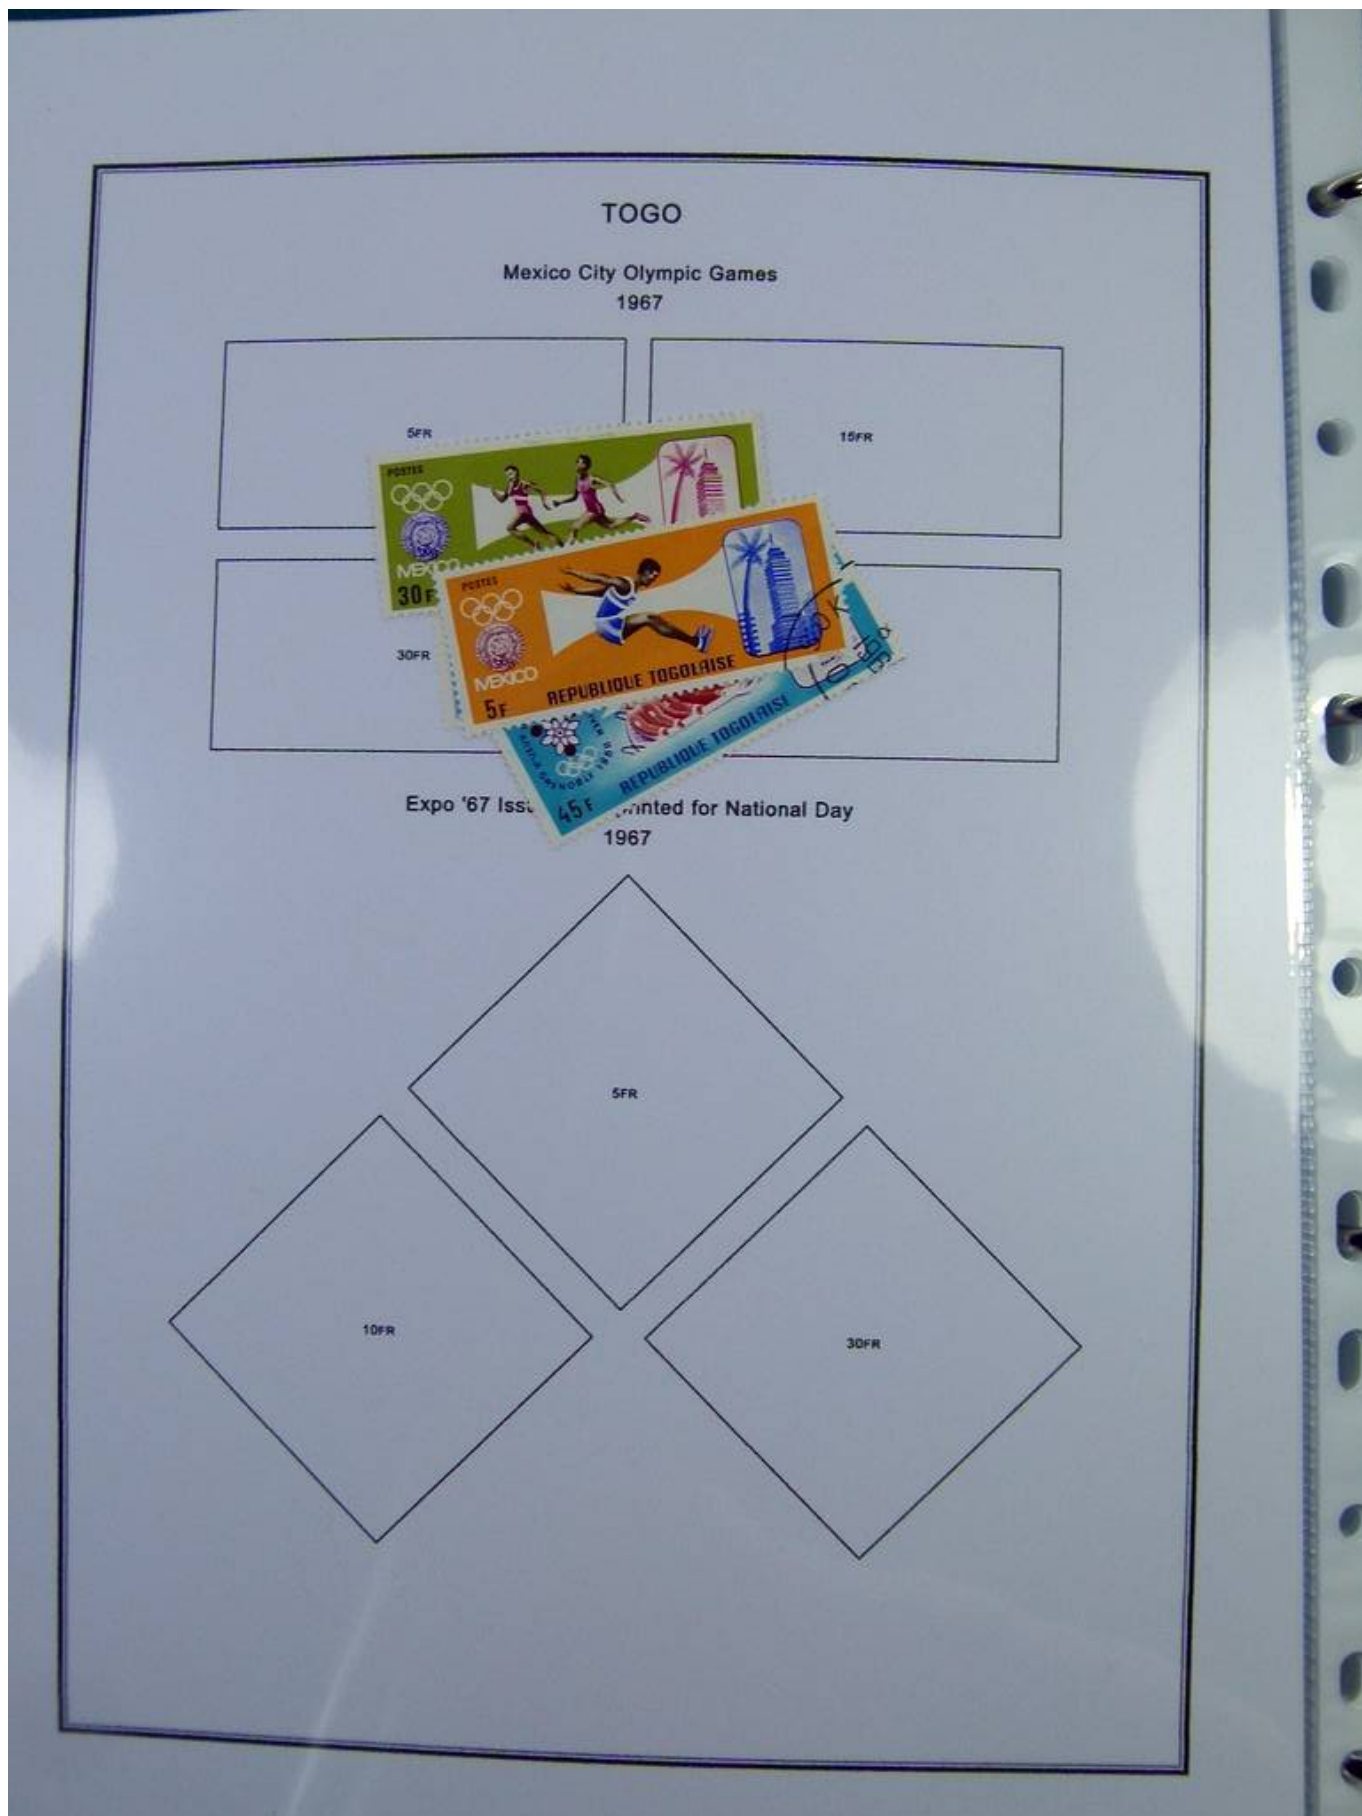 TOGO
Mexico City Olympic Games
1967
5FR
15FR
POSTES
MEXICO
30F
POSTES
MEXICO
5F
REPUBLIQUE TOGOLAISE
30FR
REPUBLIQUE TOGOLAISE
45F
Expo '67 Iss
inted for National Day
1967
5FR
10FR
30FR